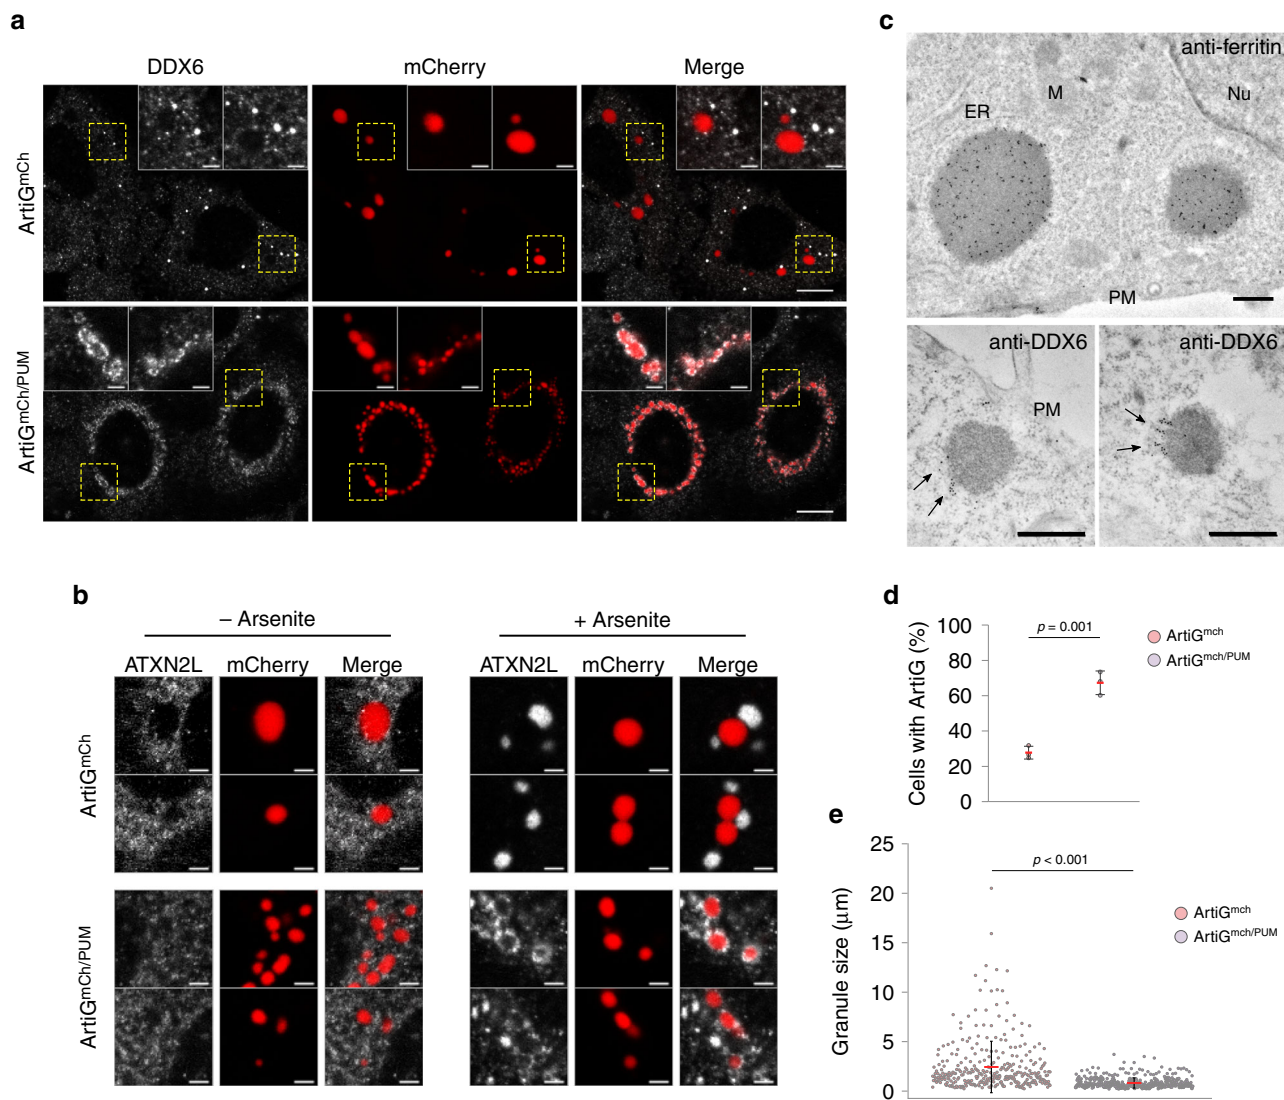 a
DDX6
mCherry
Merge
ArtiGmCh
ArtiGmCh/PUM
b
– Arsenite
+ Arsenite
ATXN2L
mCherry
Merge
ATXN2L
mCherry
Merge
ArtiGmCh
ArtiGmCh/PUM
c
anti-ferritin
ER
M
Nu
PM
anti-DDX6
PM
anti-DDX6
d
Cells with ArtiG (%)
100
80
60
40
20
0
p = 0.001
ArtiGmch
ArtiGmch/PUM
e
Granule size (μm)
25
20
15
10
5
0
p < 0.001
ArtiGmch
ArtiGmch/PUM